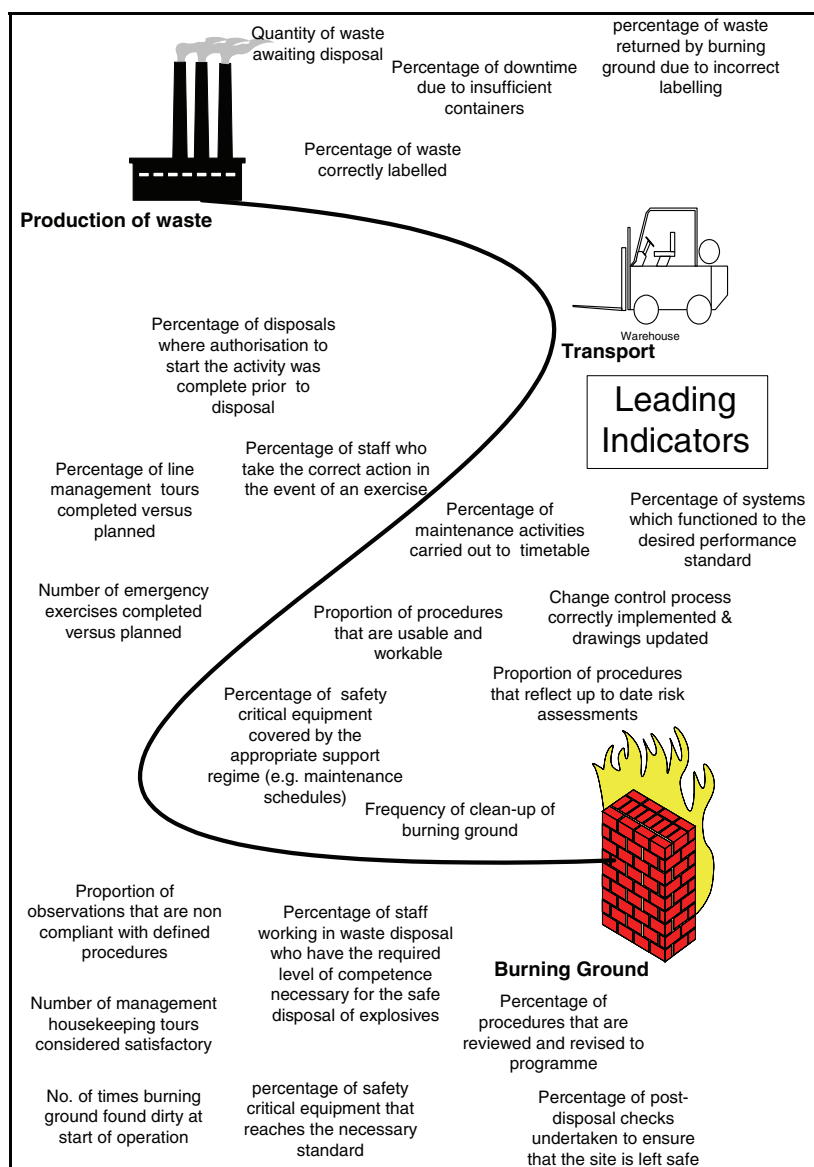 Quantity of waste
awaiting disposal
Percentage of downtime
due to insufficient
containers
percentage of waste
returned by burning
ground due to incorrect
labelling
Percentage of waste
correctly labelled
Production of waste
Warehouse
Transport
Percentage of disposals
where authorisation to
start the activity was
complete prior to
disposal
Leading
Indicators
Percentage of line
management tours
completed versus
planned
Percentage of staff who
take the correct action in
the event of an exercise
Percentage of
maintenance activities
carried out to timetable
Percentage of systems
which functioned to the
desired performance
standard
Number of emergency
exercises completed
versus planned
Proportion of procedures
that are usable and
workable
Change control process
correctly implemented &
drawings updated
Proportion of procedures
that reflect up to date risk
assessments
Percentage of safety
critical equipment
covered by the
appropriate support
regime (e.g. maintenance
schedules)
Frequency of clean-up of
burning ground
Proportion of
observations that are non
compliant with defined
procedures
Percentage of staff
working in waste disposal
who have the required
level of competence
necessary for the safe
disposal of explosives
Burning Ground
Number of management
housekeeping tours
considered satisfactory
Percentage of
procedures that are
reviewed and revised to
programme
No. of times burning
ground found dirty at
start of operation
percentage of safety
critical equipment that
reaches the necessary
standard
Percentage of post-
disposal checks
undertaken to ensure
that the site is left safe